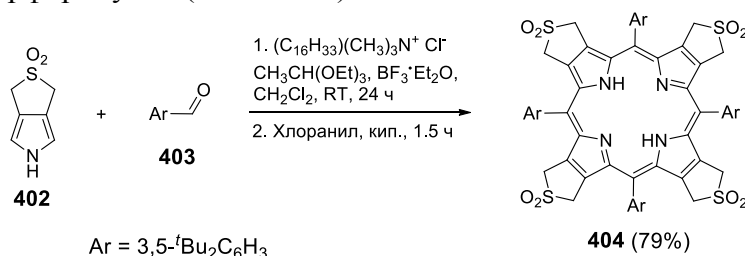 SO₂
Ar
O₂S
1. (C₁₆H₃₃)(CH₃)₃N⁺ Cl⁻
CH₃CH(OEt)₃, BF₃*Et₂O,
CH₂Cl₂, RT, 24 ч
2. Хлоранил, кип., 1.5 ч
O₂
S
N
H
402
+
Ar
O
403
NH
N
Ar
Ar
N
HN
O₂S
Ar
SO₂
404 (79%)
Ar = 3,5-ᵗBu₂C₆H₃